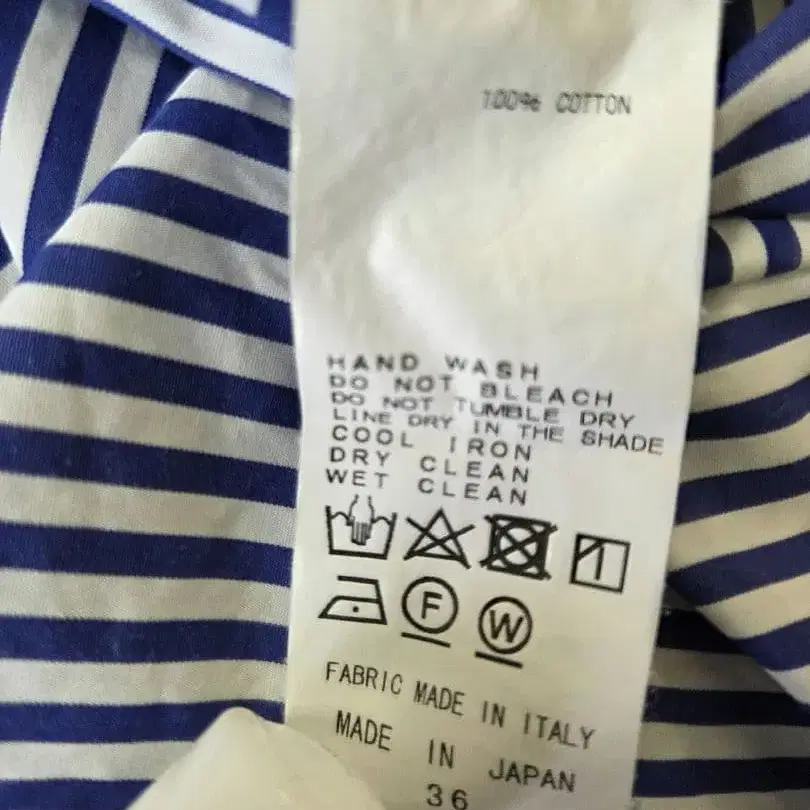 100% COTTON
HAND WASH
DO NOT BLEACH
DO NOT TUMBLE DRY
LINE DRY IN THE SHADE
COOL IRON
DRY CLEAN
WET CLEAN
F W
FABRIC MADE IN ITALY
MADE IN JAPAN
36